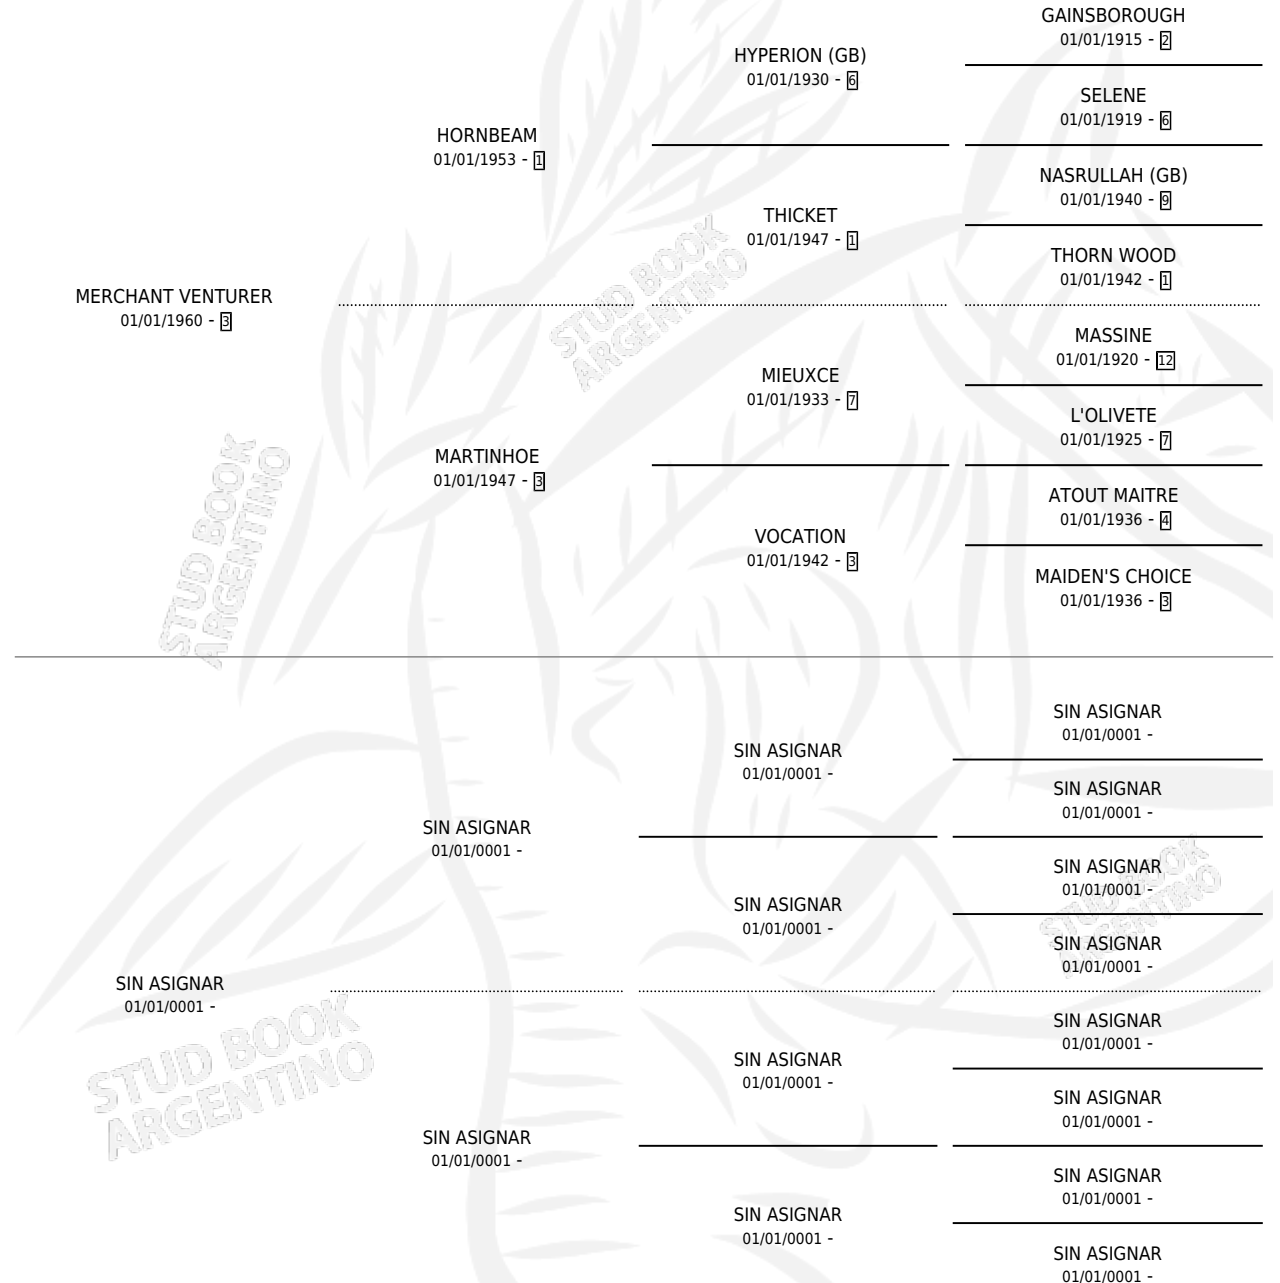 GAINSBOROUGH
01/01/1915 - 2
HYPERION (GB)
01/01/1930 - 6
SELENE
01/01/1919 - 6
HORNBEAM
01/01/1953 - 1
NASRULLAH (GB)
01/01/1940 - 9
THICKET
01/01/1947 - 1
THORN WOOD
01/01/1942 - 1
MERCHANT VENTURER
01/01/1960 - 3
MASSINE
01/01/1920 - 12
MIEUXCE
01/01/1933 - 7
L'OLIVETE
01/01/1925 - 7
MARTINHOE
01/01/1947 - 3
ATOUT MAITRE
01/01/1936 - 4
VOCATION
01/01/1942 - 3
MAIDEN'S CHOICE
01/01/1936 - 3
STUD BOOK
ARGENTINO
STUD BOOK
ARGENTINO
SIN ASIGNAR
01/01/0001 -
SIN ASIGNAR
01/01/0001 -
SIN ASIGNAR
01/01/0001 -
SIN ASIGNAR
01/01/0001 -
SIN ASIGNAR
01/01/0001 -
SIN ASIGNAR
01/01/0001 -
SIN ASIGNAR
01/01/0001 -
SIN ASIGNAR
01/01/0001 -
SIN ASIGNAR
01/01/0001 -
SIN ASIGNAR
01/01/0001 -
SIN ASIGNAR
01/01/0001 -
SIN ASIGNAR
01/01/0001 -
SIN ASIGNAR
01/01/0001 -
SIN ASIGNAR
01/01/0001 -
SIN ASIGNAR
01/01/0001 -
STUD BOOK
ARGENTINO
STUD BOOK
ARGENTINO